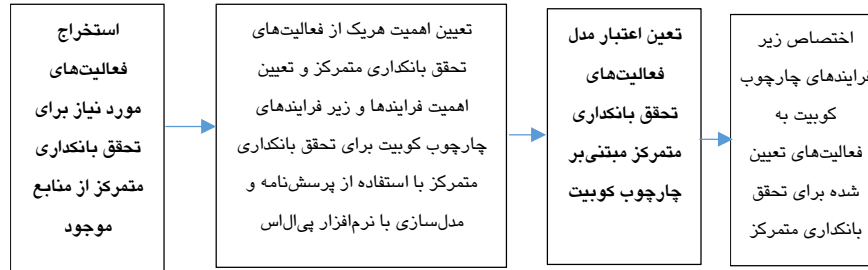 استخراج
فعالیت‌های
مورد نیاز برای
تحقق بانکداری
متمرکز از منابع
موجود
تعیین اهمیت هریک از فعالیت‌های
تحقق بانکداری متمرکز و تعیین
اهمیت فرایندها و زیر فرایندهای
چارچوب کوبیت برای تحقق بانکداری
متمرکز با استفاده از پرسش‌نامه و
مدل‌سازی با نرم‌افزار پی‌ال‌اس
تعین اعتبار مدل
فعالیت‌های
تحقق بانکداری
متمرکز مبتنی‌بر
چارچوب کوبیت
اختصاص زیر
فرایندهای چارچوب
کوبیت به
فعالیت‌های تعیین
شده برای تحقق
بانکداری متمرکز